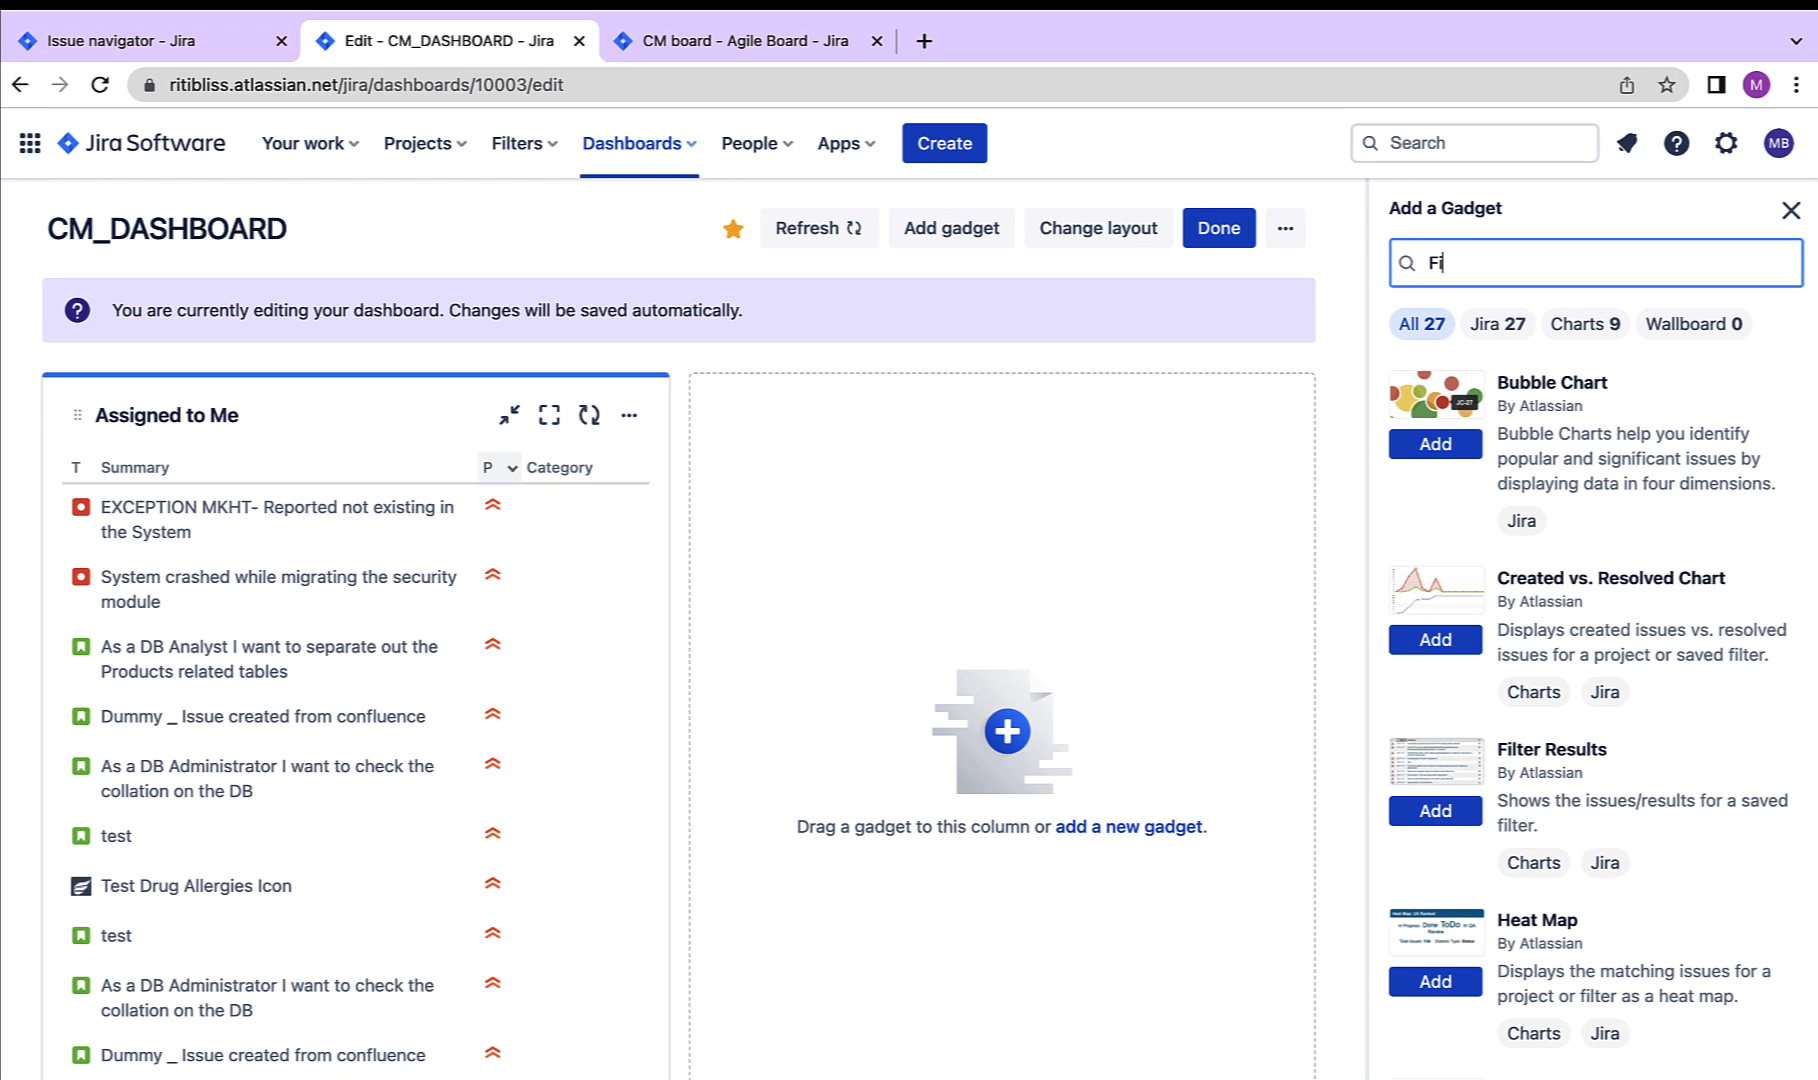 Issue navigator - Jira
Edit - CM_DASHBOARD - Jira
CM board - Agile Board - Jira
ritibliss.atlassian.net/jira/dashboards/10003/edit
M
Jira Software
Your work
Projects
Filters
Dashboards
People
Apps
Create
Search
MB
CM_DASHBOARD
Refresh
Add gadget
Change layout
Done
You are currently editing your dashboard. Changes will be saved automatically.
Assigned to Me
T Summary P Category
EXCEPTION MKHT- Reported not existing in
the System
System crashed while migrating the security
module
As a DB Analyst I want to separate out the
Products related tables
Dummy _ Issue created from confluence
As a DB Administrator I want to check the
collation on the DB
test
Test Drug Allergies Icon
test
As a DB Administrator I want to check the
collation on the DB
Dummy _ Issue created from confluence
Drag a gadget to this column or add a new gadget.
Add a Gadget
Fi
All 27
Jira 27
Charts 9
Wallboard 0
Bubble Chart
By Atlassian
Add
Bubble Charts help you identify
popular and significant issues by
displaying data in four dimensions.
Jira
Created vs. Resolved Chart
By Atlassian
Add
Displays created issues vs. resolved
issues for a project or saved filter.
Charts Jira
Filter Results
By Atlassian
Add
Shows the issues/results for a saved
filter.
Charts Jira
Heat Map
By Atlassian
Add
Displays the matching issues for a
project or filter as a heat map.
Charts Jira